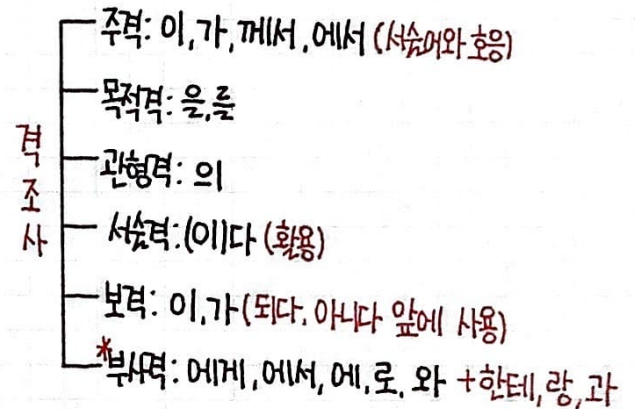 주격: 이, 가, 께서, 에서 (서술어와 호응)
목적격: 을, 를
관형격: 의
격조사
서술격: (이)다 (활용)
보격: 이, 가 (되다. 아니다 앞에 사용)
*부사격: 에게, 에서, 에, 로, 와 + 한테, 랑, 과